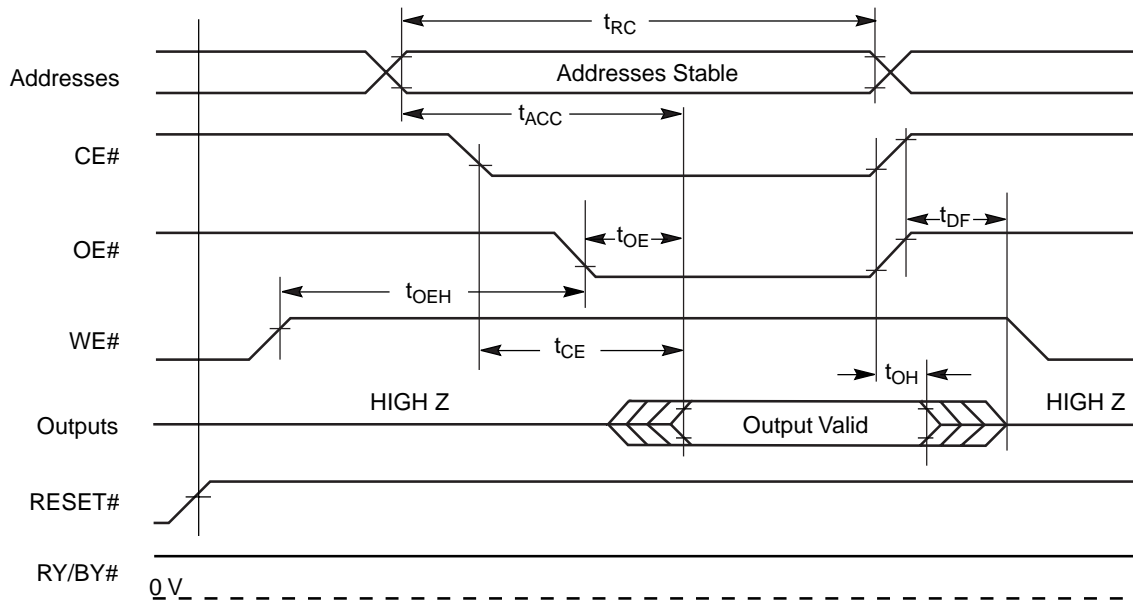 tRC
Addresses
Addresses Stable
tACC
CE#
tDF
OE#
tOE
tOEH
WE#
tCE
tOH
HIGH Z
HIGH Z
Outputs
Output Valid
RESET#
RY/BY#
0 V